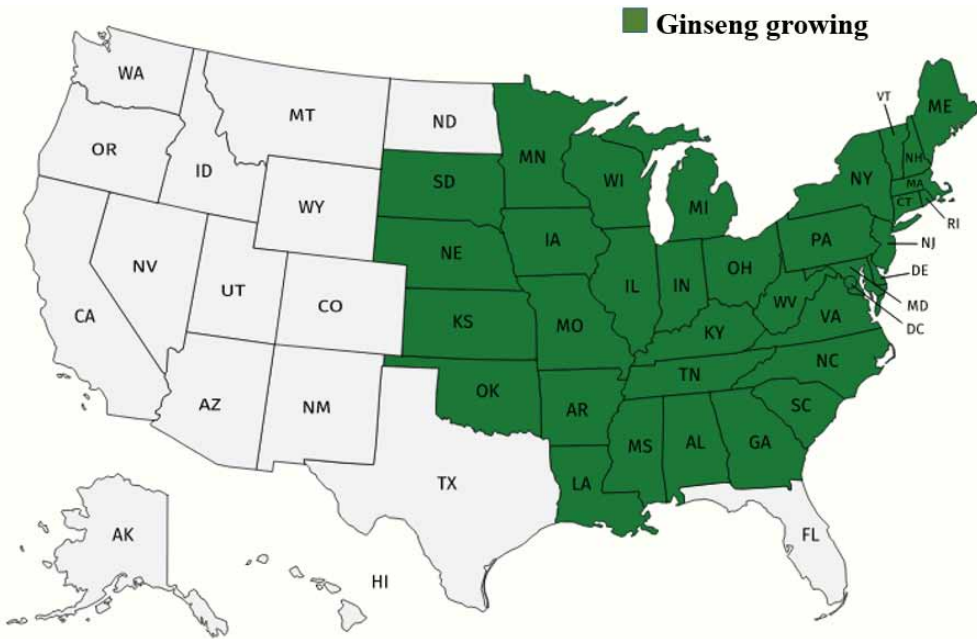 Ginseng growing
WA
MT
ND
OR
ID
WY
SD
MN
WI
MI
NY
VT
NH
ME
MA
CT
RI
NV
UT
CO
CA
NE
IA
IL
IN
OH
PA
NJ
DE
MD
DC
KS
MO
KY
WV
VA
AZ
NM
OK
AR
TN
NC
SC
TX
LA
MS
AL
GA
FL
AK
HI